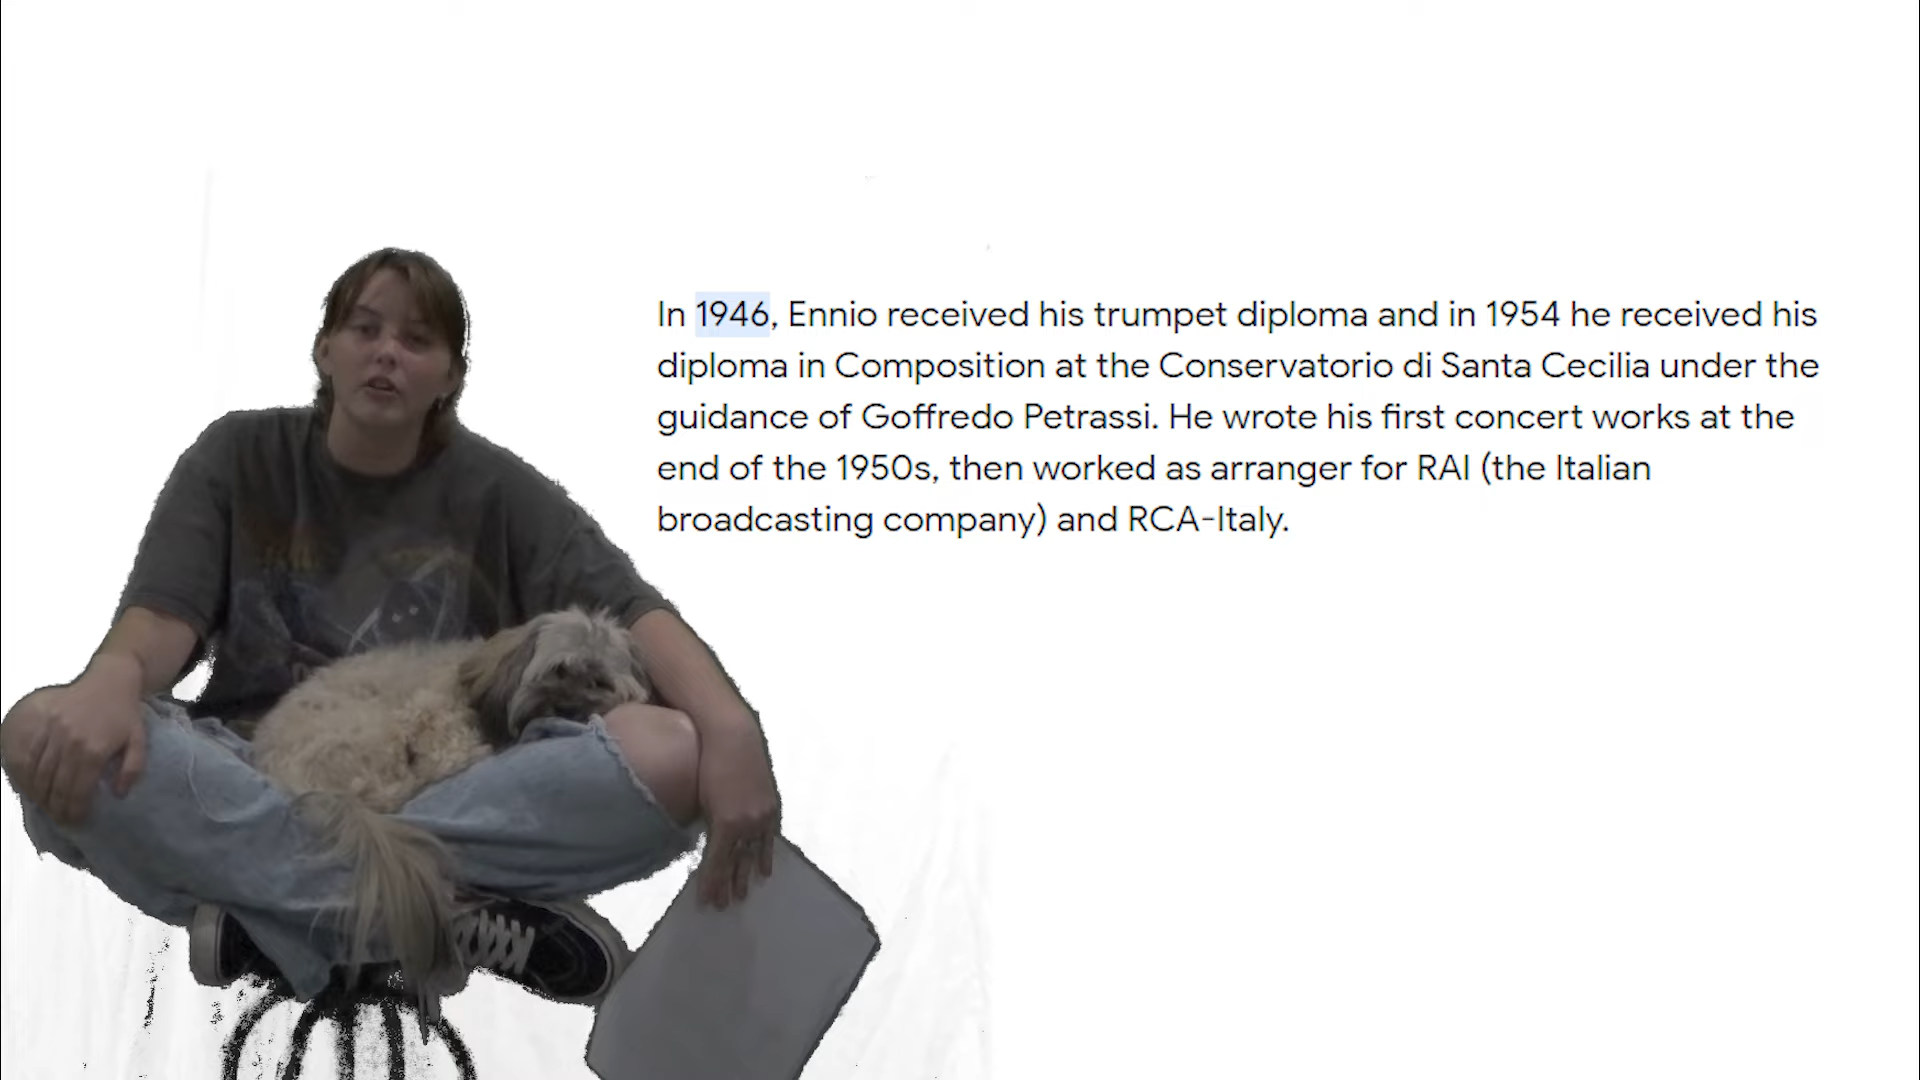 In 1946, Ennio received his trumpet diploma and in 1954 he received his
diploma in Composition at the Conservatorio di Santa Cecilia under the
guidance of Goffredo Petrassi. He wrote his first concert works at the
end of the 1950s, then worked as arranger for RAI (the Italian
broadcasting company) and RCA-Italy.